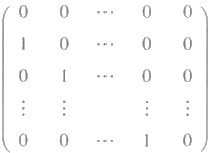 0 0 ⋯ 0 0
1 0 ⋯ 0 0
0 1 ⋯ 0 0
⋮ ⋮ ⋮ ⋮
0 0 ⋯ 1 0